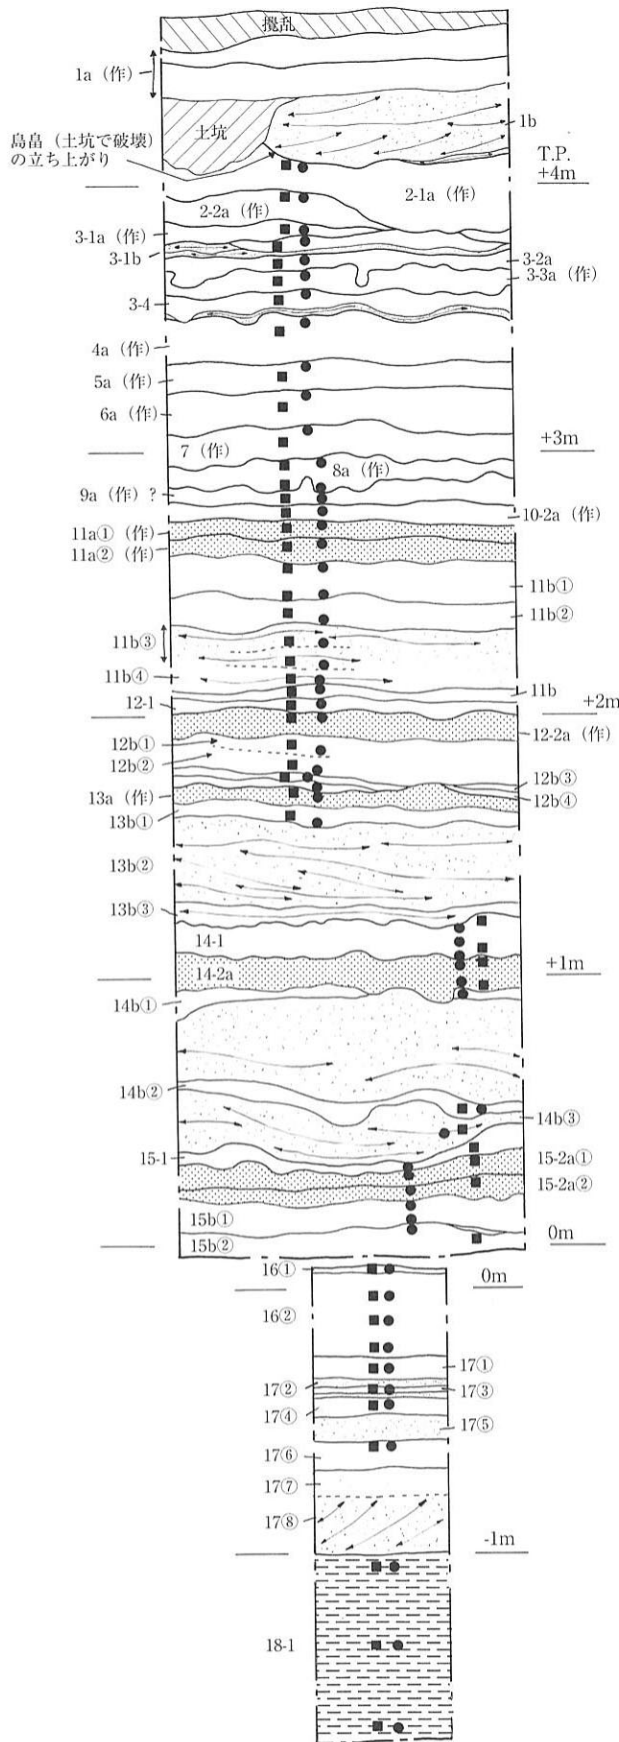 攪乱
1a（作）
土坑
1b
島畠（土坑で破壊）
の立ち上がり
T.P.
+4m
2-1a（作）
2-2a（作）
3-1a（作）
3-1b
3-2a
3-3a（作）
3-4
4a（作）
5a（作）
6a（作）
+3m
7（作）
8a（作）
9a（作）?
10-2a（作）
11a①（作）
11a②（作）
11b①
11b②
11b③
11b④
11b
+2m
12-1
12-2a（作）
12b①
12b②
12b③
12b④
13a（作）
13b①
13b②
13b③
14-1
+1m
14-2a
14b①
14b②
14b③
15-1
15-2a①
15-2a②
15b①
0m
15b②
16①
0m
16②
17①
17②
17③
17④
17⑤
17⑥
17⑦
17⑧
-1m
18-1